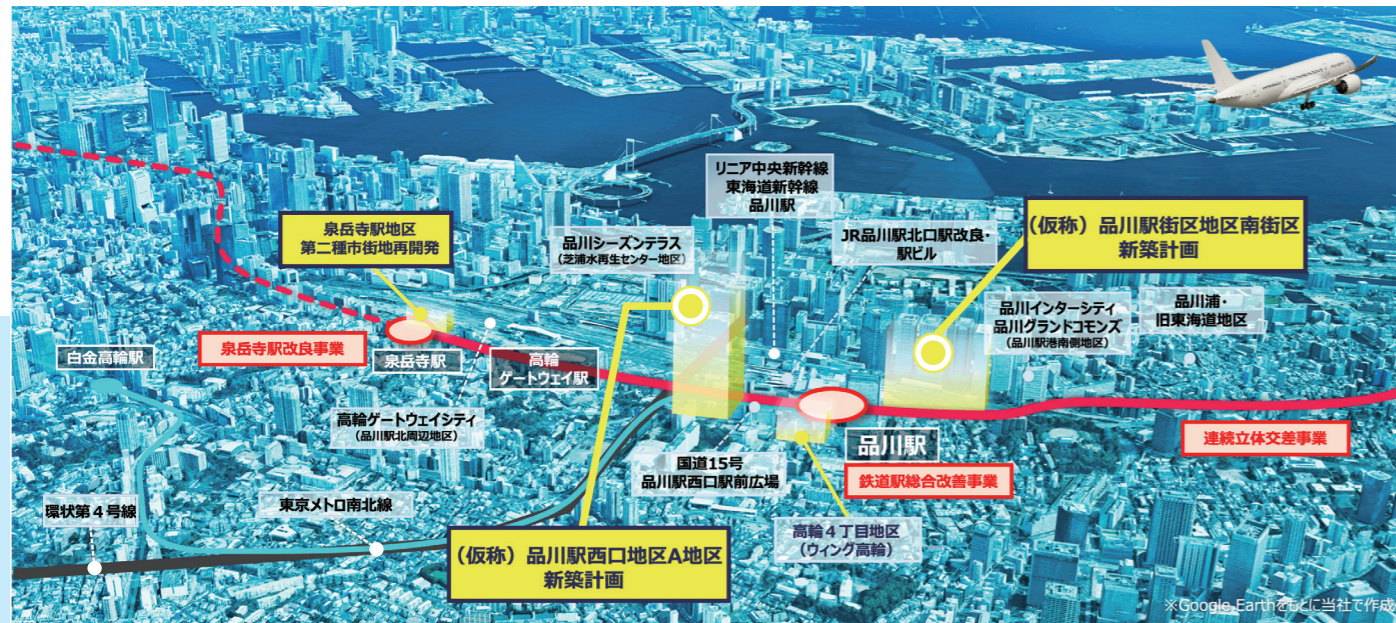 リニア中央新幹線
東海道新幹線
品川駅
泉岳寺駅地区
第二種市街地再開発
品川シーズンテラス
(芝浦水再生センター地区)
JR品川駅北口駅改良・
駅ビル
(仮称)品川駅街区地区南街区
新築計画
品川インターシティ
品川グランドコモンズ
(品川駅港南側地区)
品川浦・
旧東海道地区
白金高輪駅
泉岳寺駅改良事業
泉岳寺駅
高輪
ゲートウェイ駅
高輪ゲートウェイシティ
(品川駅北周辺地区)
品川駅
連続立体交差事業
国道15号
品川駅西口駅前広場
鉄道駅総合改善事業
環状第4号線
東京メトロ南北線
高輪4丁目地区
(ウィング高輪)
(仮称)品川駅西口地区A地区
新築計画
※Google Earthをもとに当社で作成